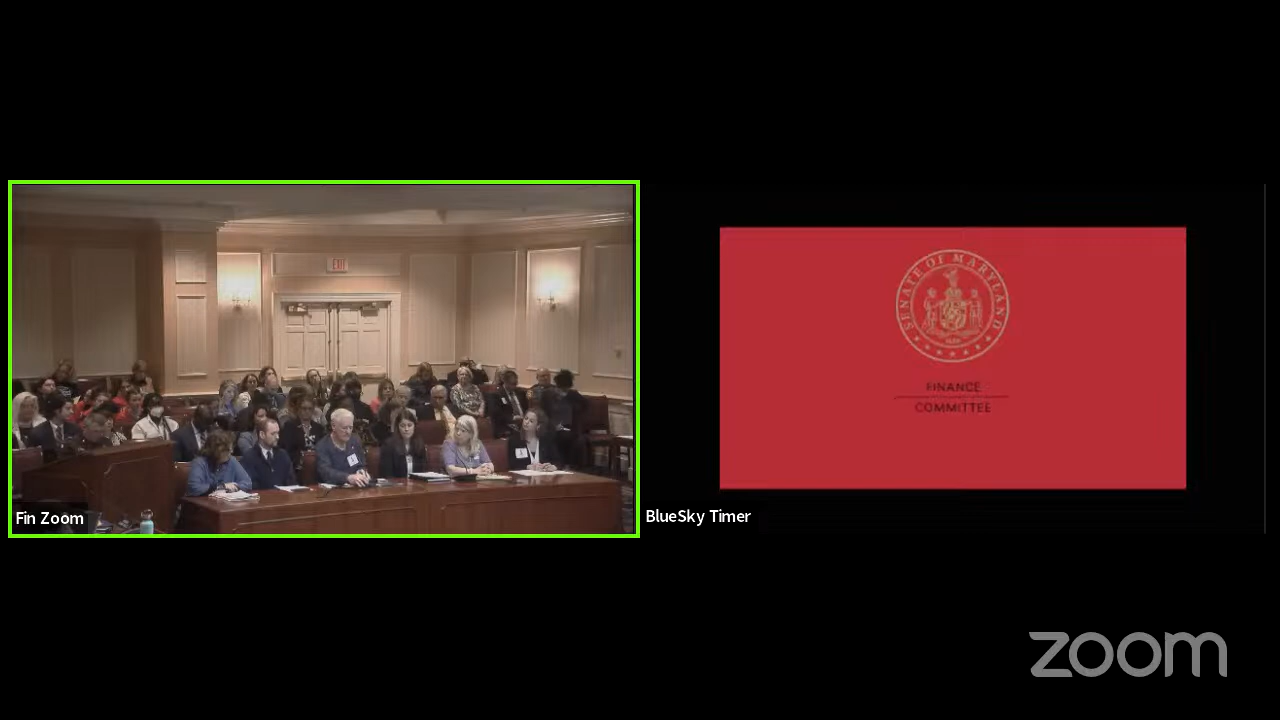 EXIT
Fin Zoom
SENATE OF MARYLAND
FINANCE
COMMITTEE
BlueSky Timer
zoom